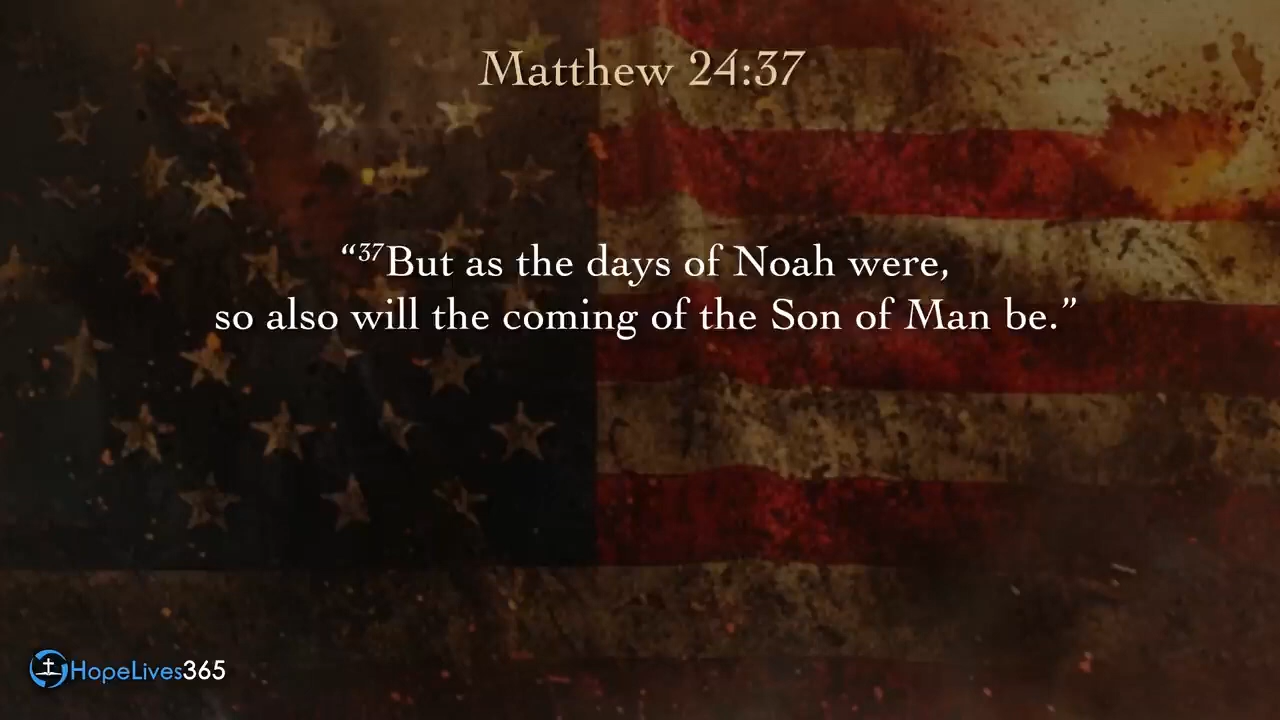 Matthew 24:37
“³⁷But as the days of Noah were,
so also will the coming of the Son of Man be.”
HopeLives365